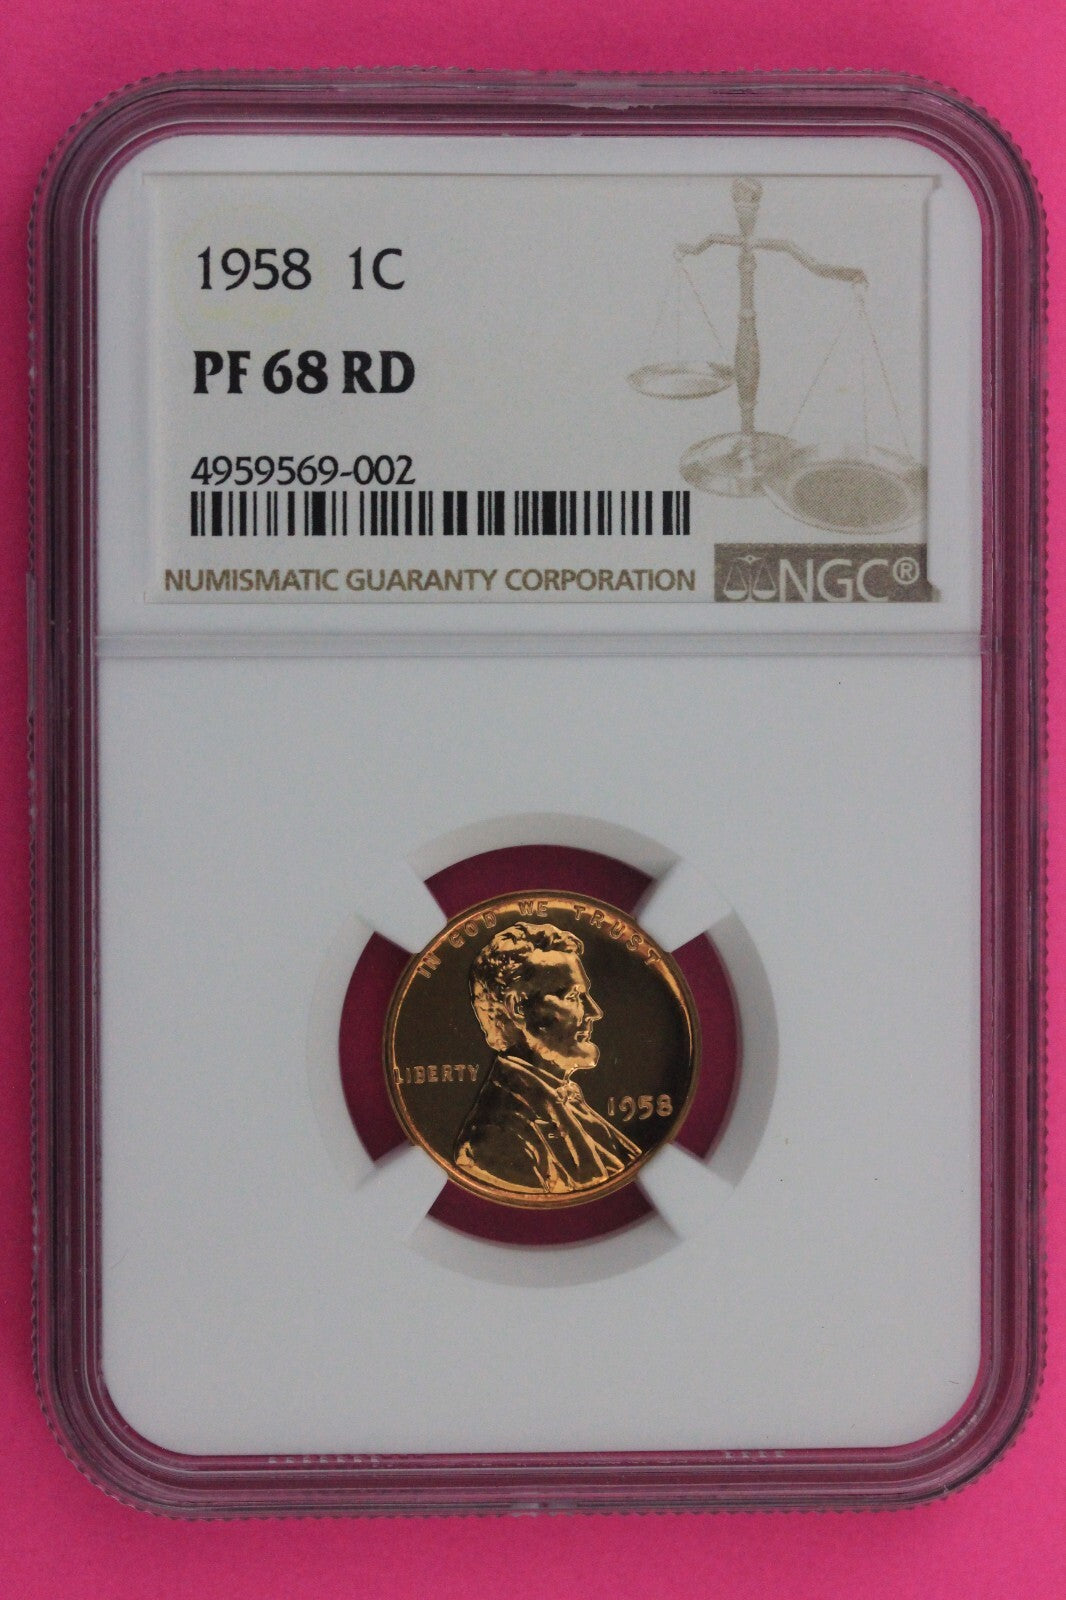 1958 1C
PF 68 RD
4959569-002
NUMISMATIC GUARANTY CORPORATION
NGC®
IN GOD WE TRUST
LIBERTY
1958